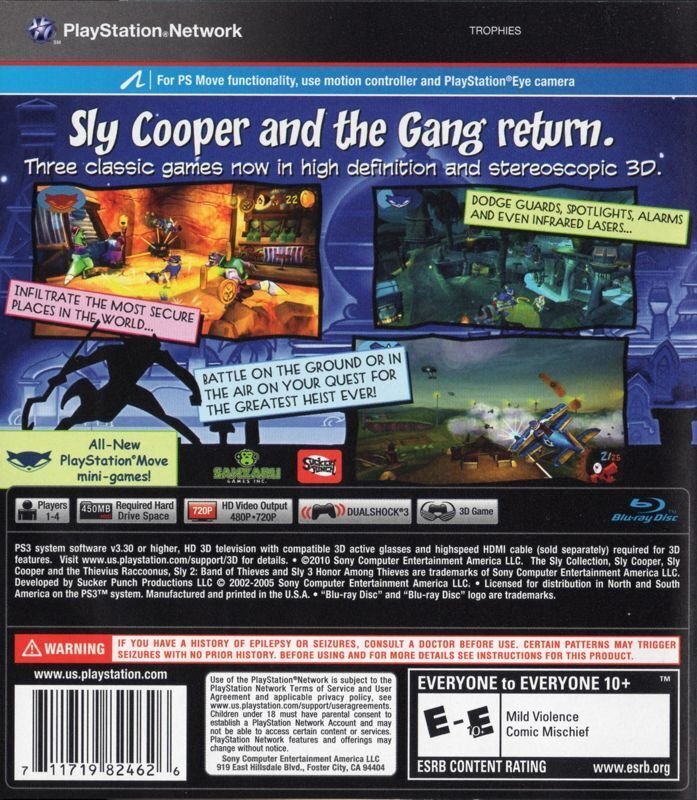 PlayStation®Network
SM
TROPHIES
For PS Move functionality, use motion controller and PlayStation®Eye camera
Sly Cooper and the Gang return.
Three classic games now in high definition and stereoscopic 3D.
22
DODGE GUARDS, SPOTLIGHTS, ALARMS
AND EVEN INFRARED LASERS...
INFILTRATE THE MOST SECURE
PLACES IN THE WORLD...
BATTLE ON THE GROUND OR IN
THE AIR ON YOUR QUEST FOR
THE GREATEST HEIST EVER!
2/25
All-New
PlayStation®Move
mini-games!
SANZARU
GAMES INC.
SUCKER
PUNCH
Players
1-4
450MB
Required Hard
Drive Space
720P
HD Video Output
480P•720P
DUALSHOCK®3
3D Game
Blu-ray Disc
TM
PS3 system software v3.30 or higher, HD 3D television with compatible 3D active glasses and highspeed HDMI cable (sold separately) required for 3D
features. Visit www.us.playstation.com/support/3D for details. • ©2010 Sony Computer Entertainment America LLC. The Sly Collection, Sly Cooper, Sly
Cooper and the Thievius Raccoonus, Sly 2: Band of Thieves and Sly 3 Honor Among Thieves are trademarks of Sony Computer Entertainment America LLC.
Developed by Sucker Punch Productions LLC © 2002-2005 Sony Computer Entertainment America LLC. • Licensed for distribution in North and South
America on the PS3™ system. Manufactured and printed in the U.S.A. • "Blu-ray Disc" and "Blu-ray Disc" logo are trademarks.
WARNING
IF YOU HAVE A HISTORY OF EPILEPSY OR SEIZURES, CONSULT A DOCTOR BEFORE USE. CERTAIN PATTERNS MAY TRIGGER
SEIZURES WITH NO PRIOR HISTORY. BEFORE USING AND FOR MORE DETAILS SEE INSTRUCTIONS FOR THIS PRODUCT.
www.us.playstation.com
7 11719 82462 6
Use of the PlayStation®Network is subject to the
PlayStation Network Terms of Service and User
Agreement and applicable privacy policy, see
www.us.playstation.com/support/useragreements.
Children under 18 must have parental consent to
establish a PlayStation Network Account and may
not be able to access certain content or services.
PlayStation Network features and offerings may
change without notice.
Sony Computer Entertainment America LLC
919 East Hillsdale Blvd., Foster City, CA 94404
EVERYONE to EVERYONE 10+
TM
E-E
10+
Mild Violence
Comic Mischief
ESRB CONTENT RATING
www.esrb.org